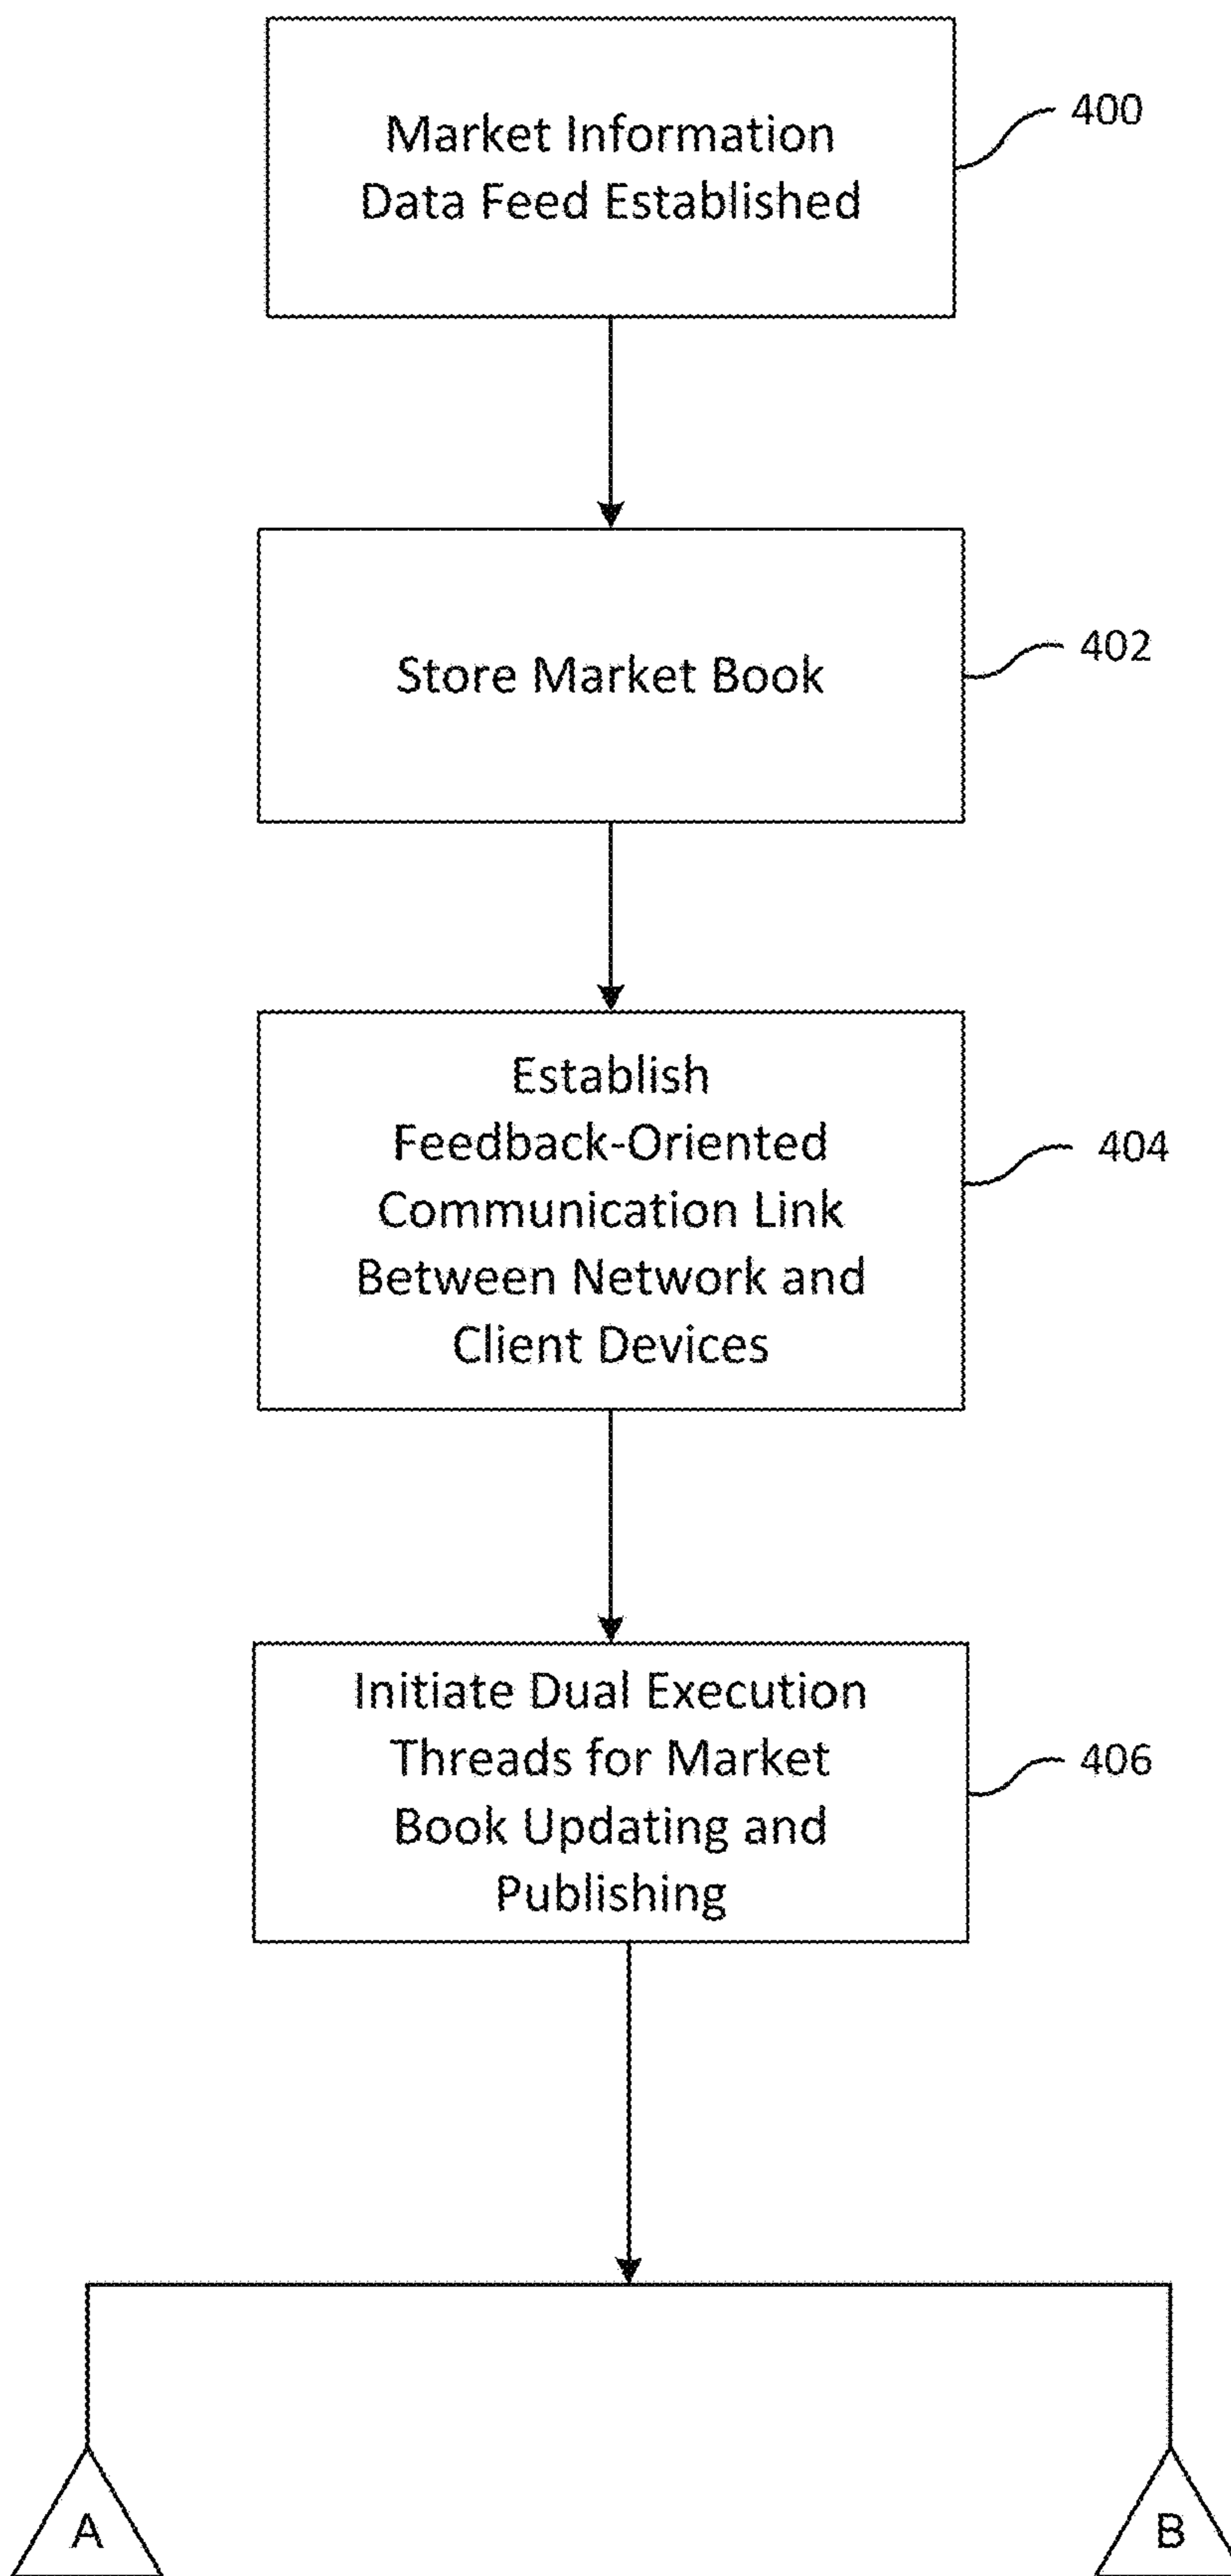 Market Information
Data Feed Established
400
Store Market Book
402
Establish
Feedback-Oriented
Communication Link
Between Network and
Client Devices
404
Initiate Dual Execution
Threads for Market
Book Updating and
Publishing
406
A
B